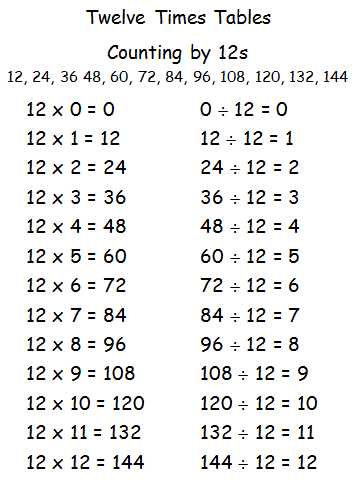 Twelve Times Tables
Counting by 12s
12, 24, 36 48, 60, 72, 84, 96, 108, 120, 132, 144
12 x 0 = 0 0 ÷ 12 = 0
12 x 1 = 12 12 ÷ 12 = 1
12 x 2 = 24 24 ÷ 12 = 2
12 x 3 = 36 36 ÷ 12 = 3
12 x 4 = 48 48 ÷ 12 = 4
12 x 5 = 60 60 ÷ 12 = 5
12 x 6 = 72 72 ÷ 12 = 6
12 x 7 = 84 84 ÷ 12 = 7
12 x 8 = 96 96 ÷ 12 = 8
12 x 9 = 108 108 ÷ 12 = 9
12 x 10 = 120 120 ÷ 12 = 10
12 x 11 = 132 132 ÷ 12 = 11
12 x 12 = 144 144 ÷ 12 = 12